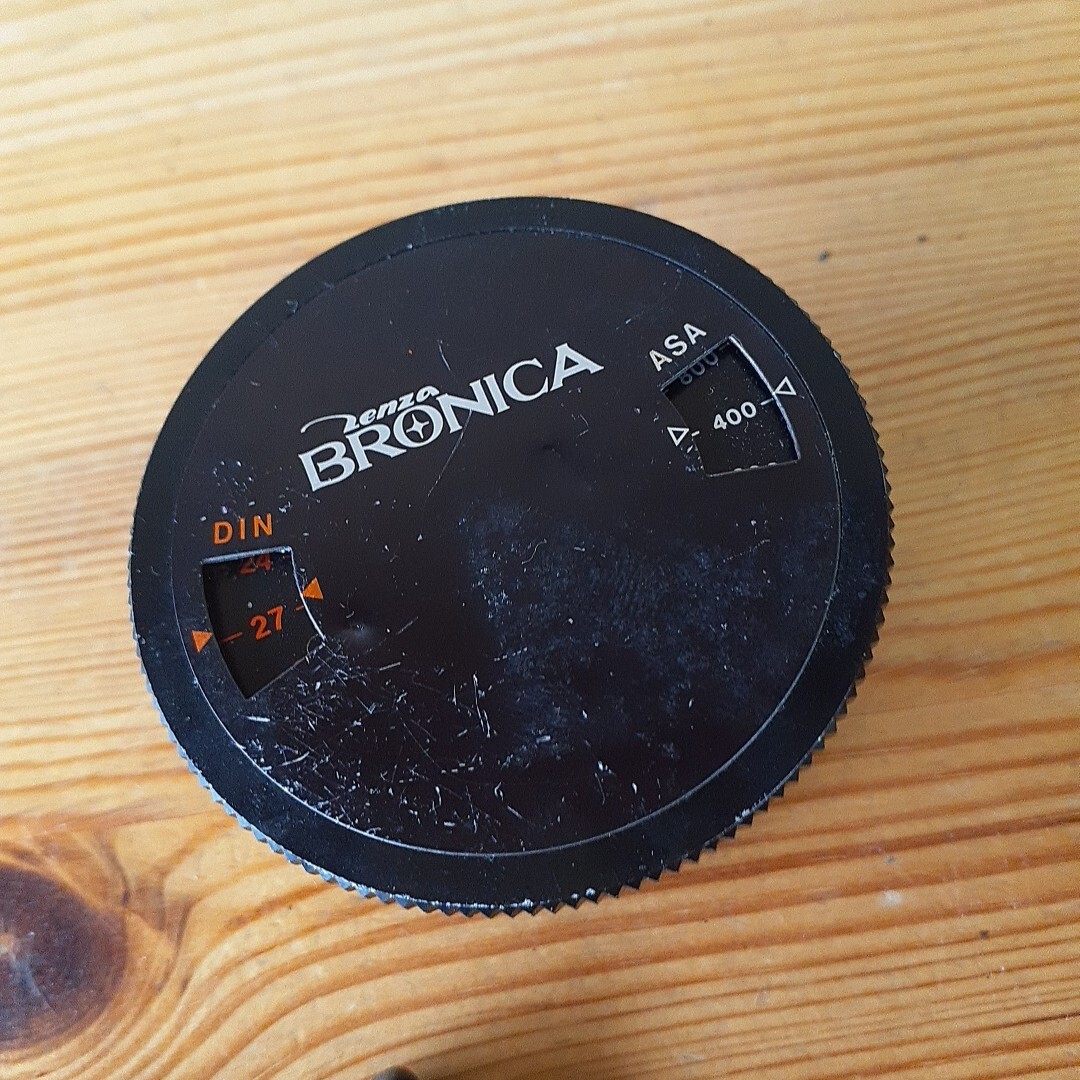 Zenza
BRONICA
ASA
800
400
DIN
24
27